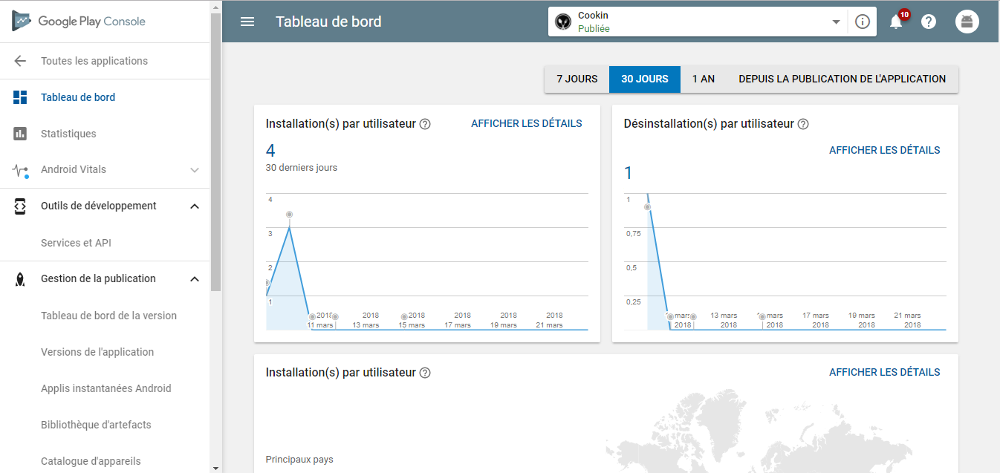 Google Play Console
Toutes les applications
Tableau de bord
Statistiques
Android Vitals
Outils de développement
Services et API
Gestion de la publication
Tableau de bord de la version
Versions de l'application
Applis instantanées Android
Bibliothèque d'artefacts
Catalogue d'appareils
Tableau de bord
Cookin
Publiée
10
7 JOURS
30 JOURS
1 AN
DEPUIS LA PUBLICATION DE L'APPLICATION
Installation(s) par utilisateur
AFFICHER LES DÉTAILS
4
30 derniers jours
4
3
2
1
2018 2018 2018 2018 2018 2018
11 mars 13 mars 15 mars 17 mars 19 mars 21 mars
Désinstallation(s) par utilisateur
AFFICHER LES DÉTAILS
1
1
0,75
0,5
0,25
mars 13 mars mars 17 mars 19 mars 21 mars
2018 2018 2018 2018 2018 2018
Installation(s) par utilisateur
AFFICHER LES DÉTAILS
Principaux pays